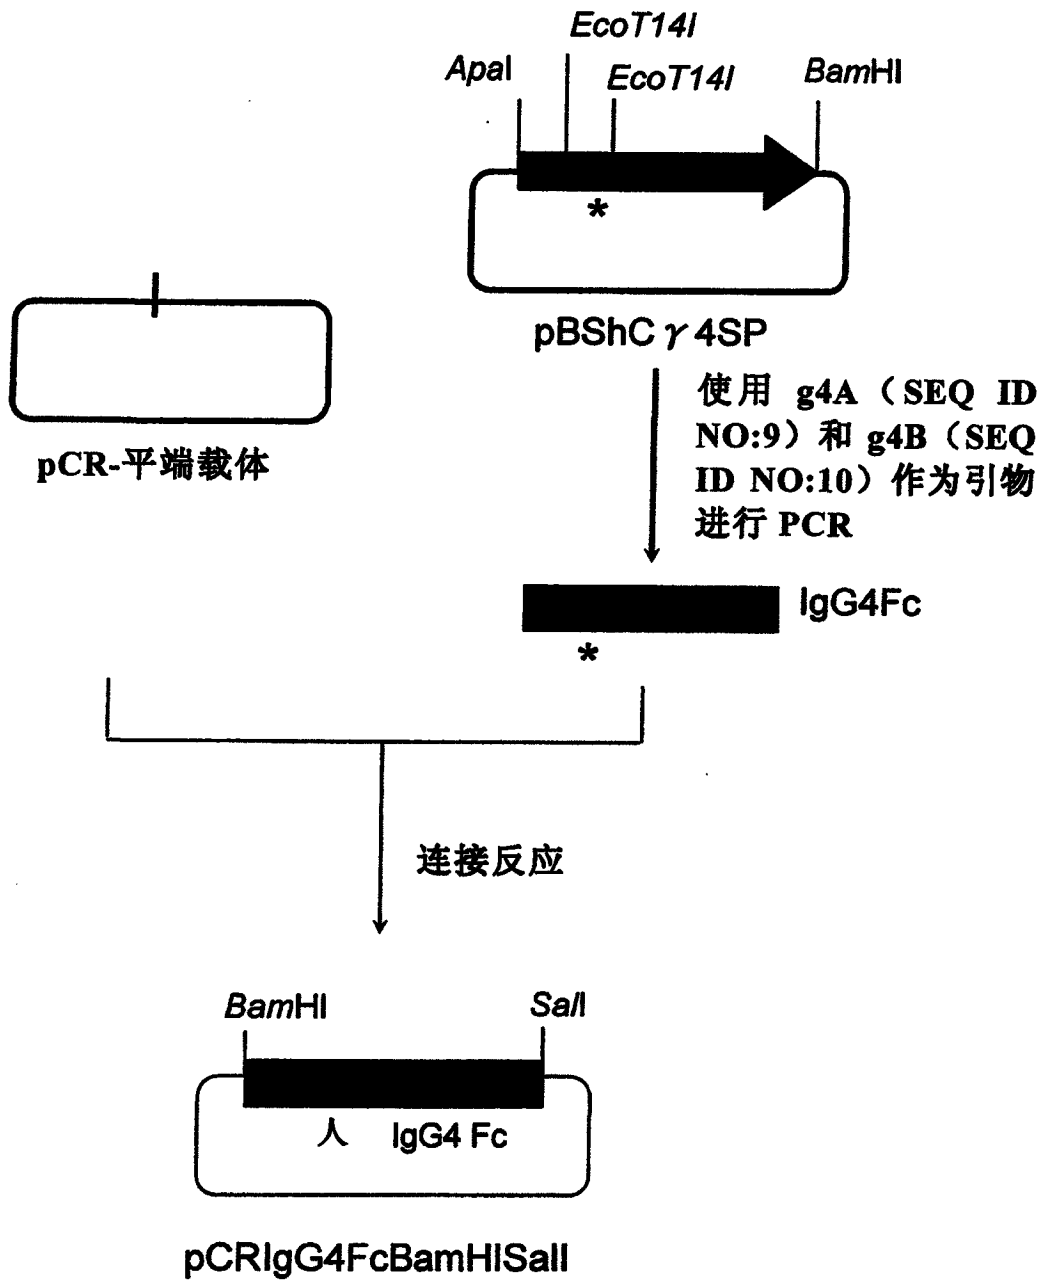 EcoT14I
ApaI
EcoT14I
BamHI
*
pBShCγ4SP
pCR-平端载体
使用 g4A（SEQ ID
NO:9）和 g4B（SEQ
ID NO:10）作为引物
进行 PCR
IgG4Fc
*
连接反应
BamHI
SalI
人 IgG4 Fc
pCRIgG4FcBamHISalI